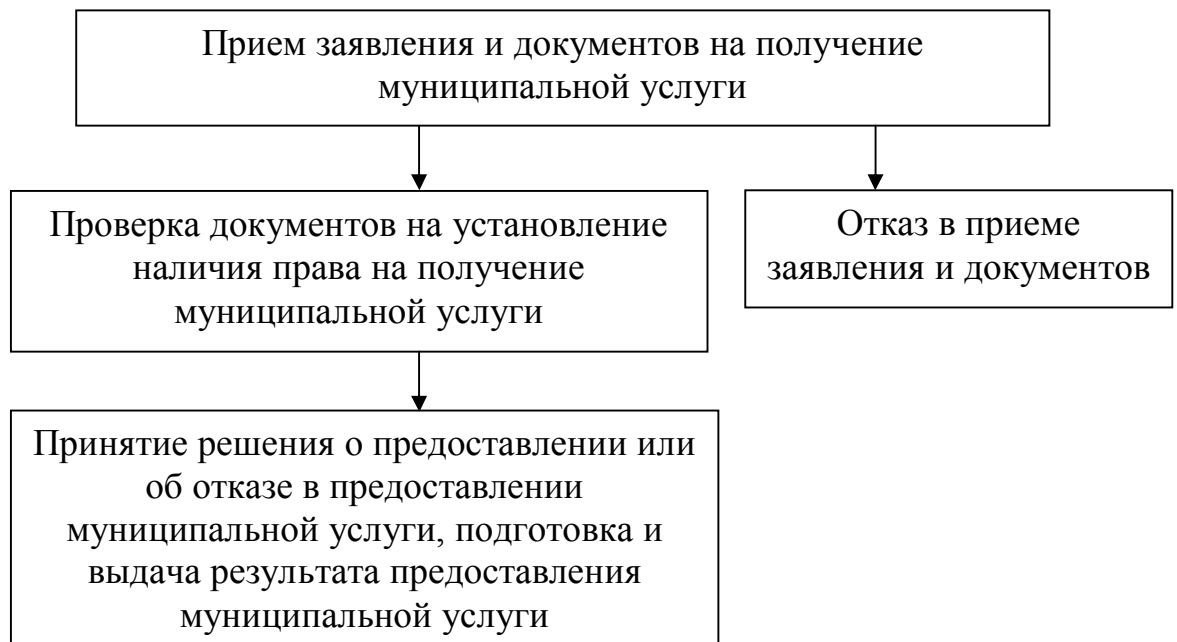 Прием заявления и документов на получение
муниципальной услуги
Проверка документов на установление
наличия права на получение
муниципальной услуги
Отказ в приеме
заявления и документов
Принятие решения о предоставлении или
об отказе в предоставлении
муниципальной услуги, подготовка и
выдача результата предоставления
муниципальной услуги